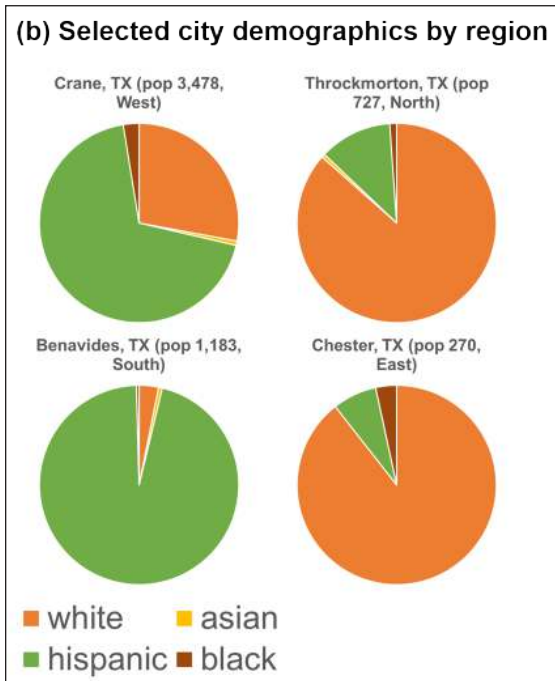 (b) Selected city demographics by region
Crane, TX (pop 3,478,
West)
Throckmorton, TX (pop
727, North)
Benavides, TX (pop 1,183,
South)
Chester, TX (pop 270,
East)
white
asian
hispanic
black